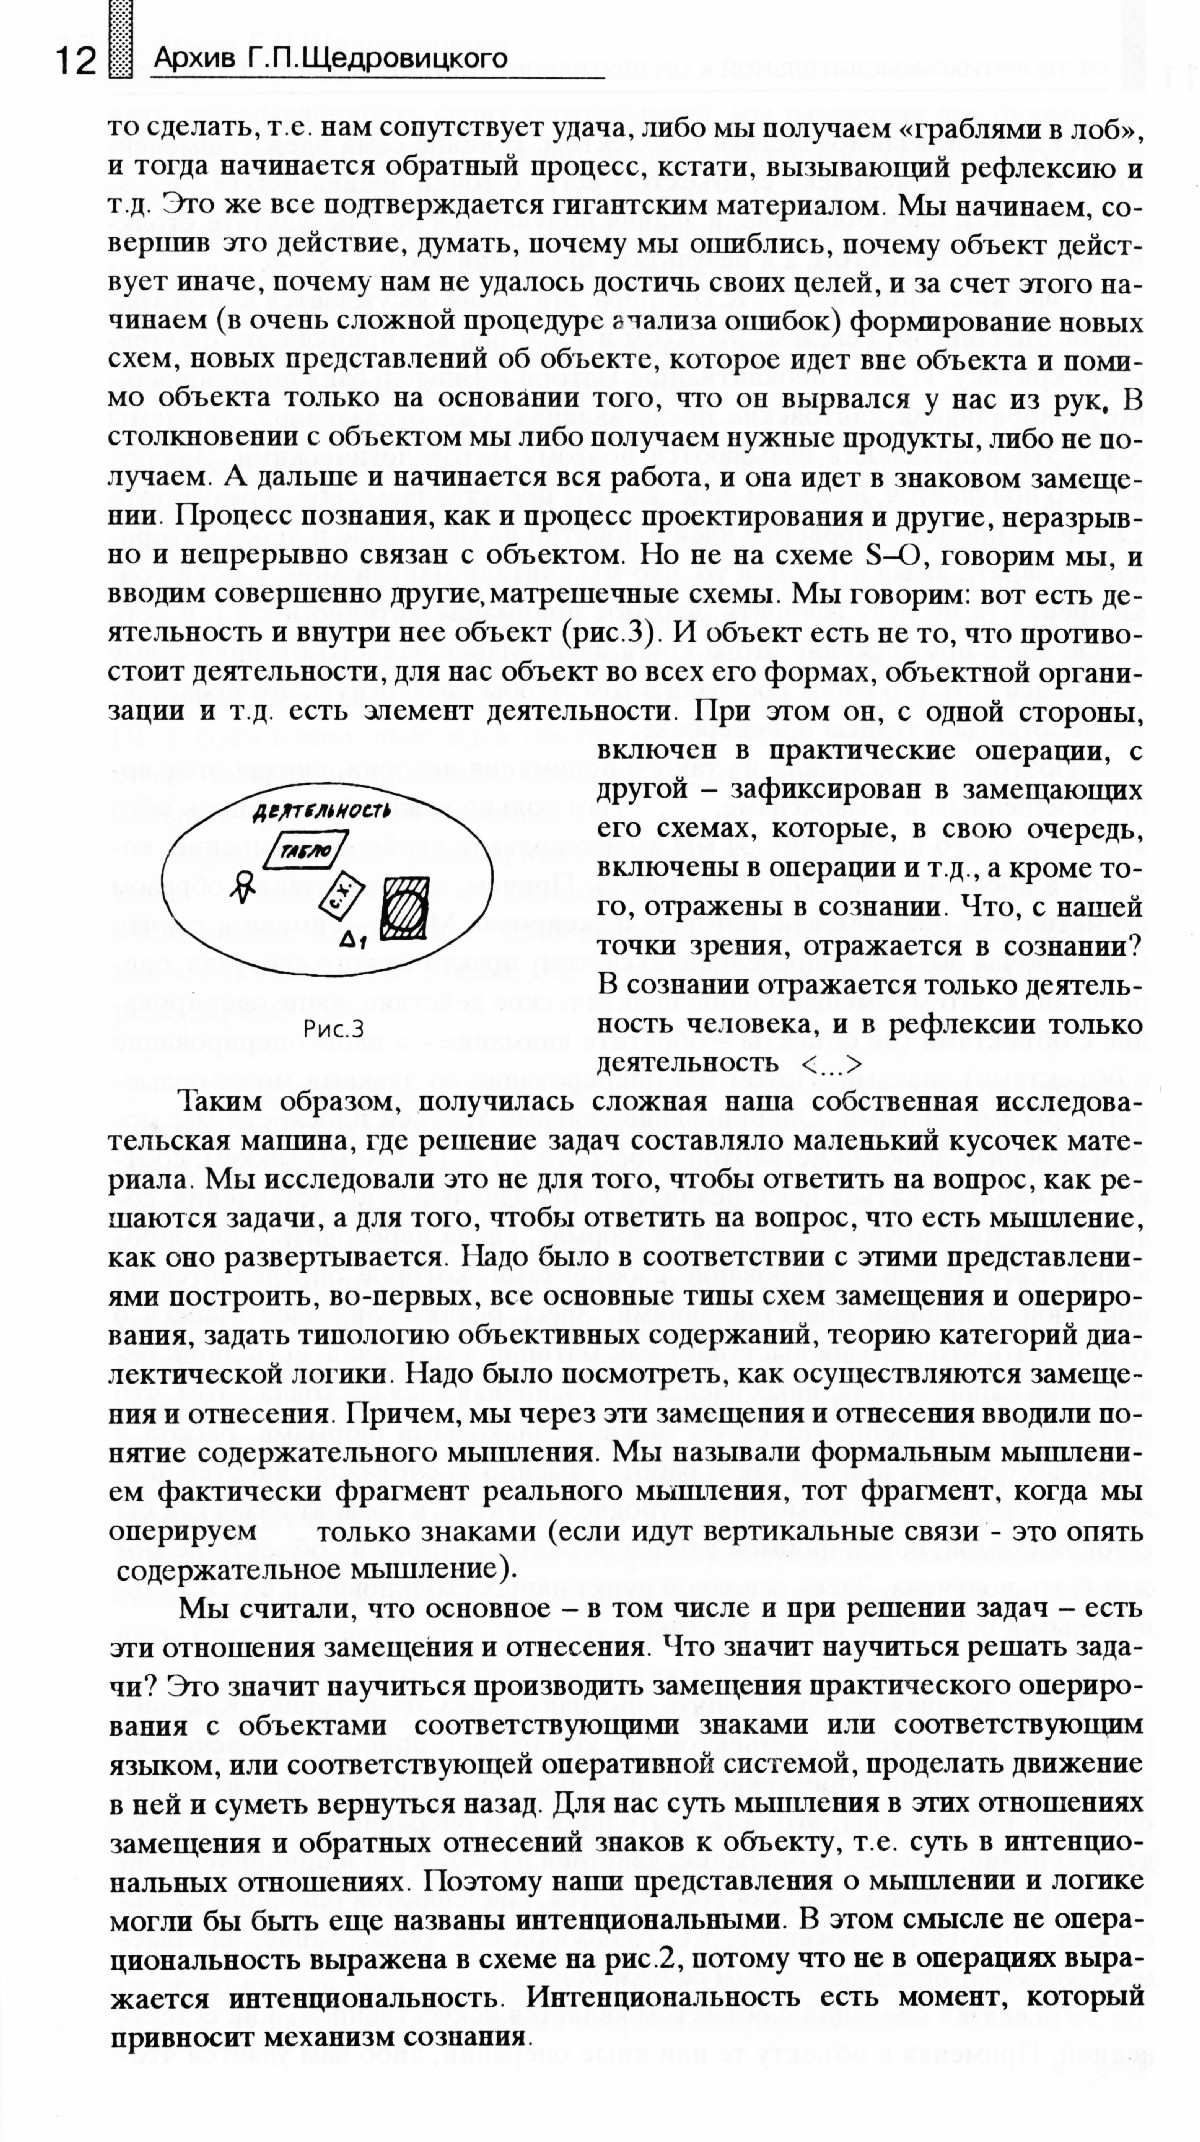 12
Архив Г.П.Щедровицкого
то сделать, т.е. нам сопутствует удача, либо мы получаем «граблями в лоб»,
и тогда начинается обратный процесс, кстати, вызывающий рефлексию и
т.д. Это же все подтверждается гигантским материалом. Мы начинаем, со-
вершив это действие, думать, почему мы ошиблись, почему объект дейст-
вует иначе, почему нам не удалось достичь своих целей, и за счет этого на-
чинаем (в очень сложной процедуре анализа ошибок) формирование новых
схем, новых представлений об объекте, которое идет вне объекта и поми-
мо объекта только на основании того, что он вырвался у нас из рук. В
столкновении с объектом мы либо получаем нужные продукты, либо не по-
лучаем. А дальше и начинается вся работа, и она идет в знаковом замеще-
нии. Процесс познания, как и процесс проектирования и другие, неразрыв-
но и непрерывно связан с объектом. Но не на схеме S–O, говорим мы, и
вводим совершенно другие, матрешечные схемы. Мы говорим: вот есть де-
ятельность и внутри нее объект (рис.3). И объект есть не то, что противо-
стоит деятельности, для нас объект во всех его формах, объектной органи-
зации и т.д. есть элемент деятельности. При этом он, с одной стороны,
включен в практические операции, с
другой – зафиксирован в замещающих
его схемах, которые, в свою очередь,
включены в операции и т.д., а кроме то-
го, отражены в сознании. Что, с нашей
точки зрения, отражается в сознании?
В сознании отражается только деятель-
ность человека, и в рефлексии только
деятельность <...>
ДЕЯТЕЛЬНОСТЬ
ТАБЛО
С.Х.
Δ1
Рис.3
Таким образом, получилась сложная наша собственная исследова-
тельская машина, где решение задач составляло маленький кусочек мате-
риала. Мы исследовали это не для того, чтобы ответить на вопрос, как ре-
шаются задачи, а для того, чтобы ответить на вопрос, что есть мышление,
как оно развертывается. Надо было в соответствии с этими представлени-
ями построить, во-первых, все основные типы схем замещения и опериро-
вания, задать типологию объективных содержаний, теорию категорий диа-
лектической логики. Надо было посмотреть, как осуществляются замеще-
ния и отнесения. Причем, мы через эти замещения и отнесения вводили по-
нятие содержательного мышления. Мы называли формальным мышлени-
ем фактически фрагмент реального мышления, тот фрагмент, когда мы
оперируем только знаками (если идут вертикальные связи - это опять
содержательное мышление).
Мы считали, что основное – в том числе и при решении задач – есть
эти отношения замещения и отнесения. Что значит научиться решать зада-
чи? Это значит научиться производить замещения практического опериро-
вания с объектами соответствующими знаками или соответствующим
языком, или соответствующей оперативной системой, проделать движение
в ней и суметь вернуться назад. Для нас суть мышления в этих отношениях
замещения и обратных отнесений знаков к объекту, т.е. суть в интенцио-
нальных отношениях. Поэтому наши представления о мышлении и логике
могли бы быть еще названы интенциональными. В этом смысле не опера-
циональность выражена в схеме на рис.2, потому что не в операциях выра-
жается интенциональность. Интенциональность есть момент, который
привносит механизм сознания.